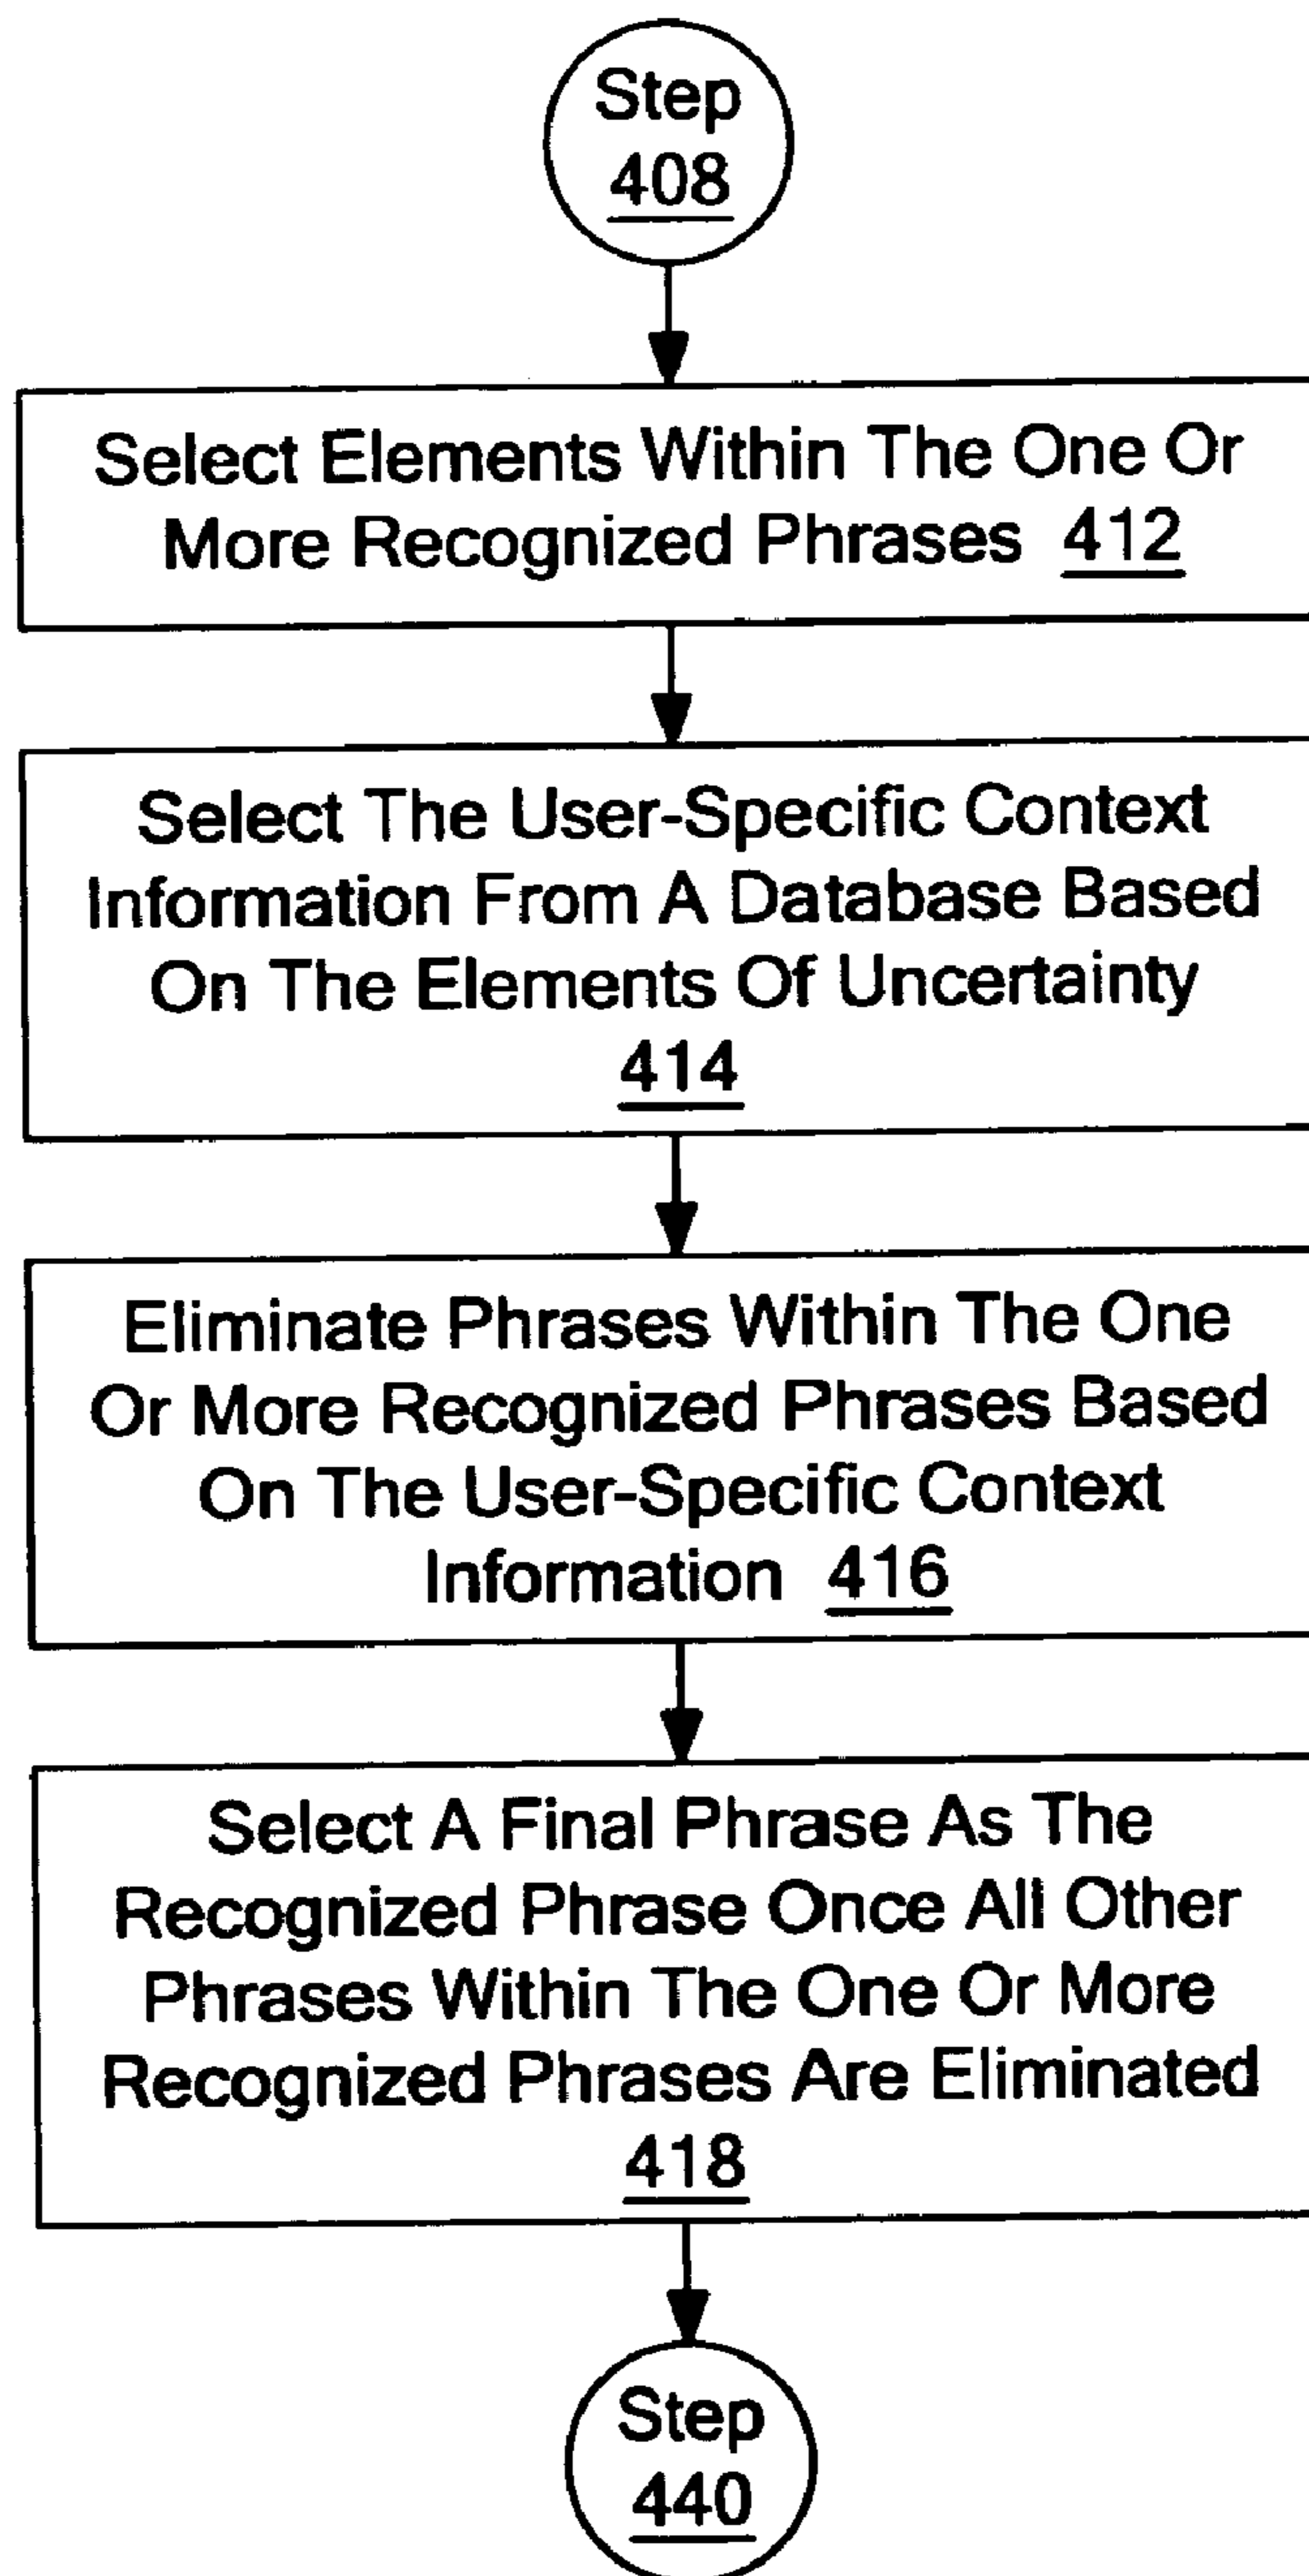 Step
408
Select Elements Within The One Or
More Recognized Phrases 412
Select The User-Specific Context
Information From A Database Based
On The Elements Of Uncertainty
414
Eliminate Phrases Within The One
Or More Recognized Phrases Based
On The User-Specific Context
Information 416
Select A Final Phrase As The
Recognized Phrase Once All Other
Phrases Within The One Or More
Recognized Phrases Are Eliminated
418
Step
440